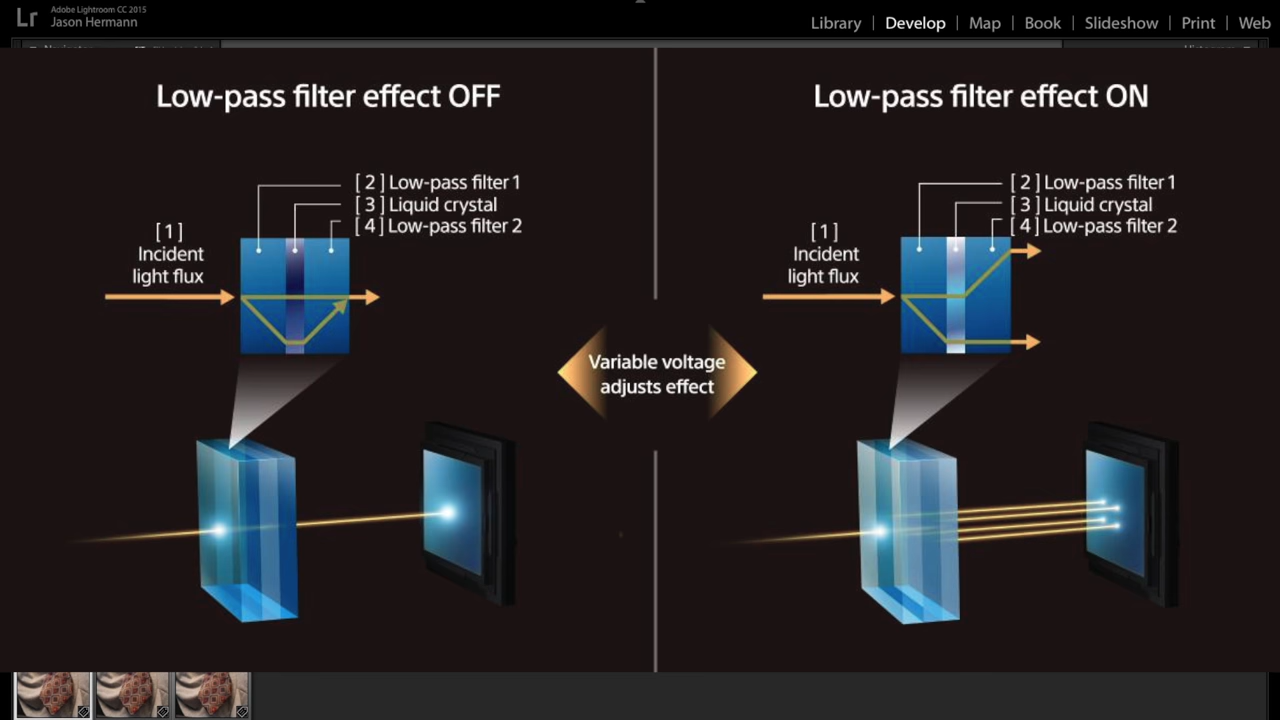 Lr
Adobe Lightroom CC 2015
Jason Hermann
Library | Develop | Map | Book | Slideshow | Print | Web
Low-pass filter effect OFF
[ 2 ] Low-pass filter 1
[ 3 ] Liquid crystal
[ 4 ] Low-pass filter 2
[ 1 ]
Incident
light flux
Variable voltage
adjusts effect
Low-pass filter effect ON
[ 2 ] Low-pass filter 1
[ 3 ] Liquid crystal
[ 4 ] Low-pass filter 2
[ 1 ]
Incident
light flux